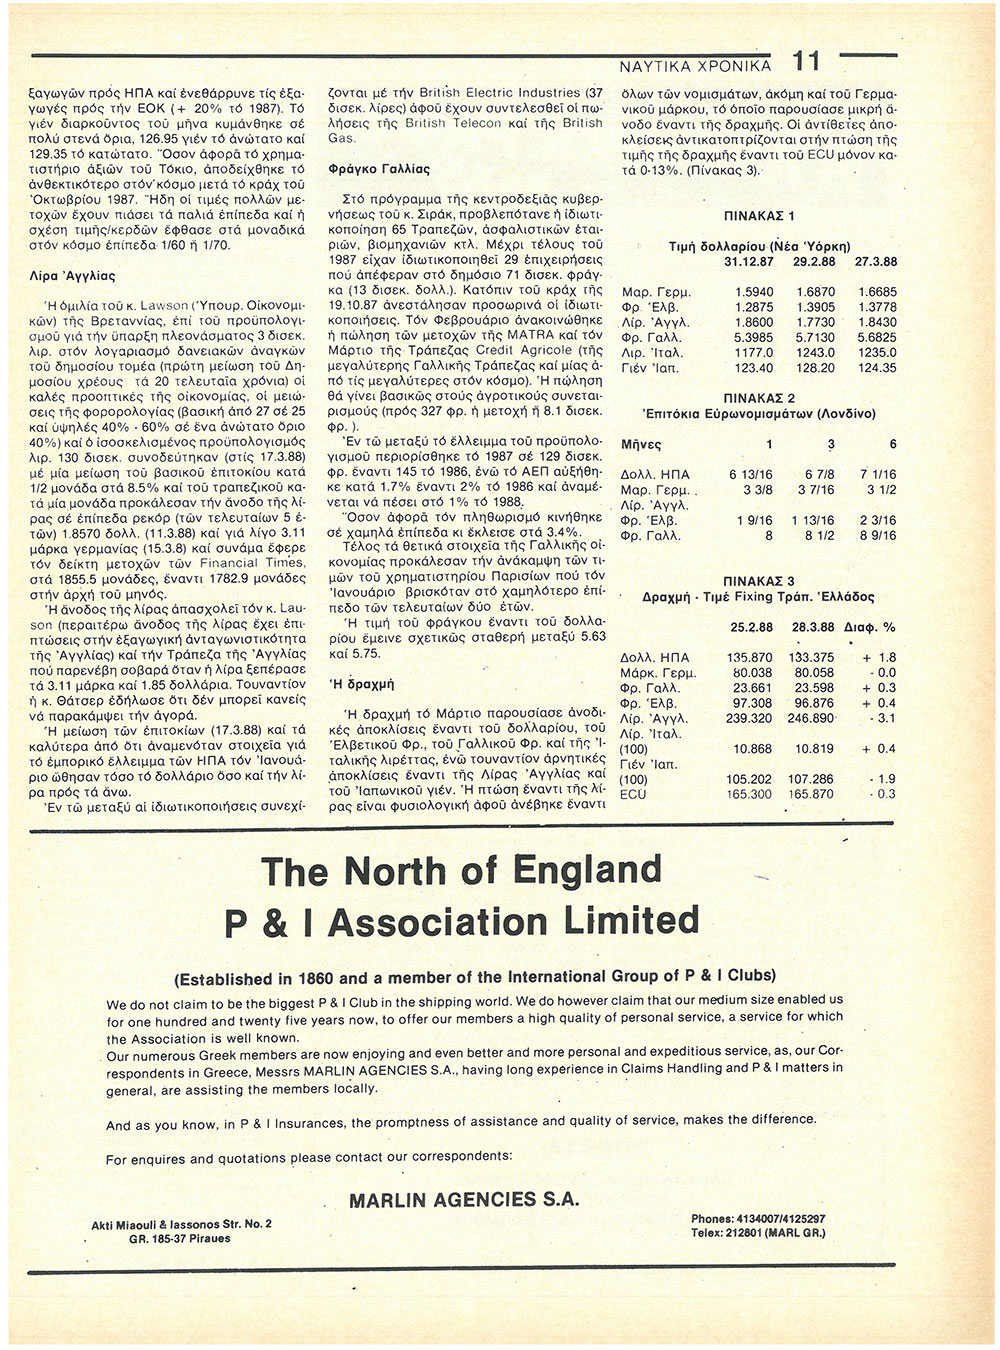 ΝΑΥΤΙΚΑ ΧΡΟΝΙΚΑ 11
ξαγωγῶν πρός ΗΠΑ καί ἐνεθάρρυνε τίς ἐξα-
γωγές πρός τήν ΕΟΚ (+ 20% τό 1987). Τό
γιέν διαρκοῦντος τοῦ μῆνα κυμάνθηκε σέ
πολύ στενά ὅρια, 126.95 γιέν τό ἀνώτατο καί
129.35 τό κατώτατο. Ὅσον ἀφορᾶ τό χρημα-
τιστήριο ἀξιῶν τοῦ Τόκιο, ἀποδείχθηκε τό
ἀνθεκτικότερο στόν κόσμο μετά τό κράχ τοῦ
Ὀκτωβρίου 1987. Ἤδη οἱ τιμές πολλῶν με-
τοχῶν ἔχουν πιάσει τά παλιά ἐπίπεδα καί ἡ
σχέση τιμῆς/κερδῶν ἔφθασε στά μοναδικά
στόν κόσμο ἐπίπεδα 1/60 ἤ 1/70.
Λίρα Ἀγγλίας
Ἡ ὁμιλία τοῦ κ. Lawson (Ὑπουρ. Οἰκονομι-
κῶν) τῆς Βρεταννίας, ἐπί τοῦ προϋπολογι-
σμοῦ γιά τήν ὕπαρξη πλεονάσματος 3 δισεκ.
λιρ. στόν λογαριασμό δανειακῶν ἀναγκῶν
τοῦ δημοσίου τομέα (πρώτη μείωση τοῦ Δη-
μοσίου χρέους τά 20 τελευταῖα χρόνια) οἱ
καλές προοπτικές τῆς οἰκονομίας, οἱ μειώ-
σεις τῆς φορορολογίας (βασική ἀπό 27 σέ 25
καί ὑψηλές 40% - 60% σέ ἕνα ἀνώτατο ὅριο
40%) καί ὁ ἰσοσκελισμένος προϋπολογισμός
λιρ. 130 δισεκ. συνοδεύτηκαν (στίς 17.3.88)
μέ μία μείωση τοῦ βασικοῦ ἐπιτοκίου κατά
1/2 μονάδα στά 8.5% καί τοῦ τραπεζικοῦ κα-
τά μία μονάδα προκάλεσαν τήν ἄνοδο τῆς λί-
ρας σέ ἐπίπεδα ρεκόρ (τῶν τελευταίων 5 ἐ-
τῶν) 1.8570 δολλ. (11.3.88) καί γιά λίγο 3.11
μάρκα γερμανίας (15.3.8) καί συνάμα ἔφερε
τόν δείκτη μετοχῶν τῶν Financial Times,
στά 1855.5 μονάδες, ἔναντι 1782.9 μονάδες
στήν ἀρχή τοῦ μηνός.
Ἡ ἄνοδος τῆς λίρας ἀπασχολεῖ τόν κ. Lau-
son (περαιτέρω ἄνοδος τῆς λίρας ἔχει ἐπι-
πτώσεις στήν ἐξαγωγική ἀνταγωνιστικότητα
τῆς Ἀγγλίας) καί τήν Τράπεζα τῆς Ἀγγλίας
πού παρενέβη σοβαρά ὅταν ἡ λίρα ξεπέρασε
τά 3.11 μάρκα καί 1.85 δολλάρια. Τουναντίον
ἡ κ. Θάτσερ ἐδήλωσε ὅτι δέν μπορεῖ κανείς
νά παρακάμψει τήν ἀγορά.
Ἡ μείωση τῶν ἐπιτοκίων (17.3.88) καί τά
καλύτερα ἀπό ὅτι ἀναμενόταν στοιχεῖα γιά
τό ἐμπορικό ἔλλειμμα τῶν ΗΠΑ τόν Ἰανουά-
ριο ὤθησαν τόσο τό δολλάριο ὅσο καί τήν λί-
ρα πρός τά ἄνω.
Ἐν τῶ μεταξύ αἱ ἰδιωτικοποιήσεις συνεχί-
ζονται μέ τήν British Electric Industries (37
δισεκ. λίρες) ἀφοῦ ἔχουν συντελεσθεῖ οἱ πω-
λήσεις τῆς British Telecon καί τῆς British
Gas.
Φράγκο Γαλλίας
Στό πρόγραμμα τῆς κεντροδεξιᾶς κυβερ-
νήσεως τοῦ κ. Σιράκ, προβλεπότανε ἡ ἰδιωτι-
κοποίηση 65 Τραπεζῶν, ἀσφαλιστικῶν ἑται-
ριῶν, βιομηχανιῶν κτλ. Μέχρι τέλους τοῦ
1987 εἶχαν ἰδιωτικοποιηθεῖ 29 ἐπιχειρήσεις
πού ἀπέφεραν στό δημόσιο 71 δισεκ. φράγ-
κα (13 δισεκ. δολλ.). Κατόπιν τοῦ κράχ τῆς
19.10.87 ἀνεστάλησαν προσωρινά οἱ ἰδιωτι-
κοποιήσεις. Τόν Φεβρουάριο ἀνακοινώθηκε
ἡ πώληση τῶν μετοχῶν τῆς MATRA καί τόν
Μάρτιο τῆς Τράπεζας Credit Agricole (τῆς
μεγαλύτερης Γαλλικῆς Τράπεζας καί μίας ἀ-
πό τίς μεγαλύτερες στόν κόσμο). Ἡ πώληση
θά γίνει βασικῶς στούς ἀγροτικούς συνεται-
ρισμούς (πρός 327 φρ. ἡ μετοχή ἤ 8.1 δισεκ.
φρ. ).
Ἐν τῶ μεταξύ τό ἔλλειμμα τοῦ προϋπολο-
γισμοῦ περιορίσθηκε τό 1987 σέ 129 δισεκ.
φρ. ἔναντι 145 τό 1986, ἐνῶ τό ΑΕΠ αὐξήθη-
κε κατά 1.7% ἔναντι 2% τό 1986 καί ἀναμέ-
νεται νά πέσει στό 1% τό 1988.
Ὅσον ἀφορᾶ τόν πληθωρισμό κινήθηκε
σέ χαμηλά ἐπίπεδα κι ἔκλεισε στά 3.4%.
Τέλος τά θετικά στοιχεῖα τῆς Γαλλικῆς οἰ-
κονομίας προκάλεσαν τήν ἀνάκαμψη τῶν τι-
μῶν τοῦ χρηματιστηρίου Παρισίων πού τόν
Ἰανουάριο βρισκόταν στό χαμηλότερο ἐπί-
πεδο τῶν τελευταίων δύο ἐτῶν.
Ἡ τιμή τοῦ φράγκου ἔναντι τοῦ δολλα-
ρίου ἔμεινε σχετικῶς σταθερή μεταξύ 5.63
καί 5.75.
Ἡ δραχμή
Ἡ δραχμή τό Μάρτιο παρουσίασε ἀνοδι-
κές ἀποκλίσεις ἔναντι τοῦ δολλαρίου, τοῦ
Ἑλβετικοῦ Φρ., τοῦ Γαλλικοῦ Φρ. καί τῆς Ἰ-
ταλικῆς λιρέττας, ἐνῶ τουναντίον ἀρνητικές
ἀποκλίσεις ἔναντι τῆς Λίρας Ἀγγλίας καί
τοῦ Ἰαπωνικοῦ γιέν. Ἡ πτώση ἔναντι τῆς λί-
ρας εἶναι φυσιολογική ἀφοῦ ἀνέβηκε ἔναντι
ὅλων τῶν νομισμάτων, ἀκόμη καί τοῦ Γερμα-
νικοῦ μάρκου, τό ὁποῖο παρουσίασε μικρή ἄ-
νοδο ἔναντι τῆς δραχμῆς. Οἱ ἀντίθετες ἀπο-
κλείσεις ἀντικατοπτρίζονται στήν πτώση τῆς
τιμῆς τῆς δραχμῆς ἔναντι τοῦ ECU μόνον κα-
τά 0-13%. (Πίνακας 3).
ΠΙΝΑΚΑΣ 1
Τιμή δολλαρίου (Νέα Ὑόρκη)
31.12.87 29.2.88 27.3.88
Μαρ. Γερμ. 1.5940 1.6870 1.6685
Φρ. Ἑλβ. 1.2875 1.3905 1.3778
Λίρ. Ἀγγλ. 1.8600 1.7730 1.8430
Φρ. Γαλλ. 5.3985 5.7130 5.6825
Λιρ. Ἰταλ. 1177.0 1243.0 1235.0
Γιέν Ἰαπ. 123.40 128.20 124.35
ΠΙΝΑΚΑΣ 2
Ἐπιτόκια Εὐρωνομισμάτων (Λονδίνο)
Μῆνες 1 3 6
Δολλ. ΗΠΑ 6 13/16 6 7/8 7 1/16
Μαρ. Γερμ. 3 3/8 3 7/16 3 1/2
Λίρ. Ἀγγλ.
Φρ. Ἑλβ. 1 9/16 1 13/16 2 3/16
Φρ. Γαλλ. 8 8 1/2 8 9/16
ΠΙΝΑΚΑΣ 3
Δραχμή - Τιμέ Fixing Τράπ. Ἑλλάδος
25.2.88 28.3.88 Διαφ. %
Δολλ. ΗΠΑ 135.870 133.375 + 1.8
Μάρκ. Γερμ. 80.038 80.058 - 0.0
Φρ. Γαλλ. 23.661 23.598 + 0.3
Φρ. Ἑλβ. 97.308 96.876 + 0.4
Λίρ. Ἀγγλ. 239.320 246.890 - 3.1
Λίρ. Ἰταλ.
(100) 10.868 10.819 + 0.4
Γιέν Ἰαπ.
(100) 105.202 107.286 - 1.9
ECU 165.300 165.870 - 0.3
The North of England
P & I Association Limited
(Established in 1860 and a member of the International Group of P & I Clubs)
We do not claim to be the biggest P & I Club in the shipping world. We do however claim that our medium size enabled us
for one hundred and twenty five years now, to offer our members a high quality of personal service, a service for which
the Association is well known.
Our numerous Greek members are now enjoying and even better and more personal and expeditious service, as, our Cor-
respondents in Greece, Messrs MARLIN AGENCIES S.A., having long experience in Claims Handling and P & I matters in
general, are assisting the members locally.
And as you know, in P & I Insurances, the promptness of assistance and quality of service, makes the difference.
For enquires and quotations please contact our correspondents:
MARLIN AGENCIES S.A.
Akti Miaouli & Iassonos Str. No. 2
GR. 185-37 Piraues
Phones: 4134007/4125297
Telex: 212801 (MARL GR.)